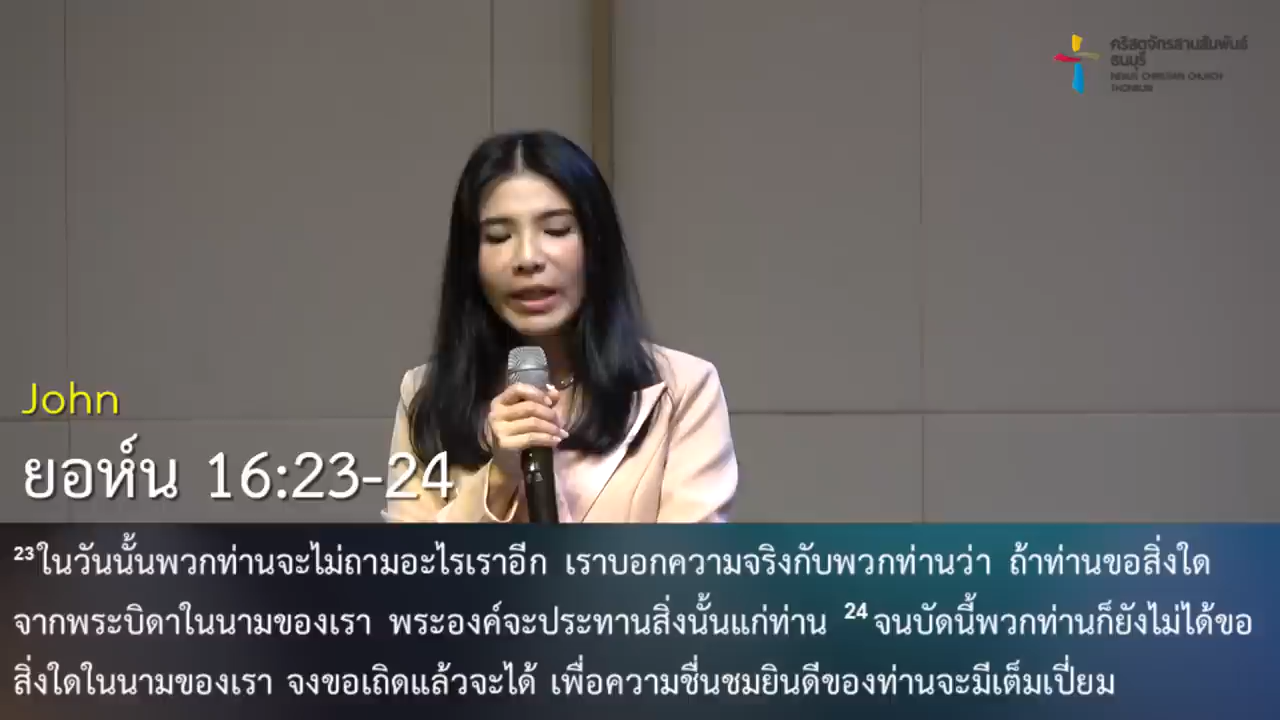 คริสตจักรสานสัมพันธ์
ธนบุรี
CHRISTIAN CHURCH
THONBURI
John
ยอห์น 16:23-24
23ในวันนั้นพวกท่านจะไม่ถามอะไรเราอีก เราบอกความจริงกับพวกท่านว่า ถ้าท่านขอสิ่งใด
จากพระบิดาในนามของเรา พระองค์จะประทานสิ่งนั้นแก่ท่าน 24จนบัดนี้พวกท่านก็ยังไม่ได้ขอ
สิ่งใดในนามของเรา จงขอเถิดแล้วจะได้ เพื่อความชื่นชมยินดีของท่านจะมีเต็มเปี่ยม